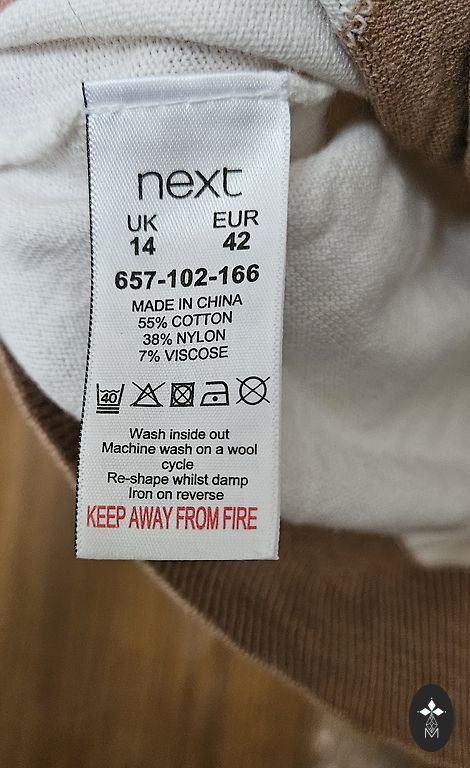 next
UK EUR
14 42
657-102-166
MADE IN CHINA
55% COTTON
38% NYLON
7% VISCOSE
40
Wash inside out
Machine wash on a wool
cycle
Re-shape whilst damp
Iron on reverse
KEEP AWAY FROM FIRE
M